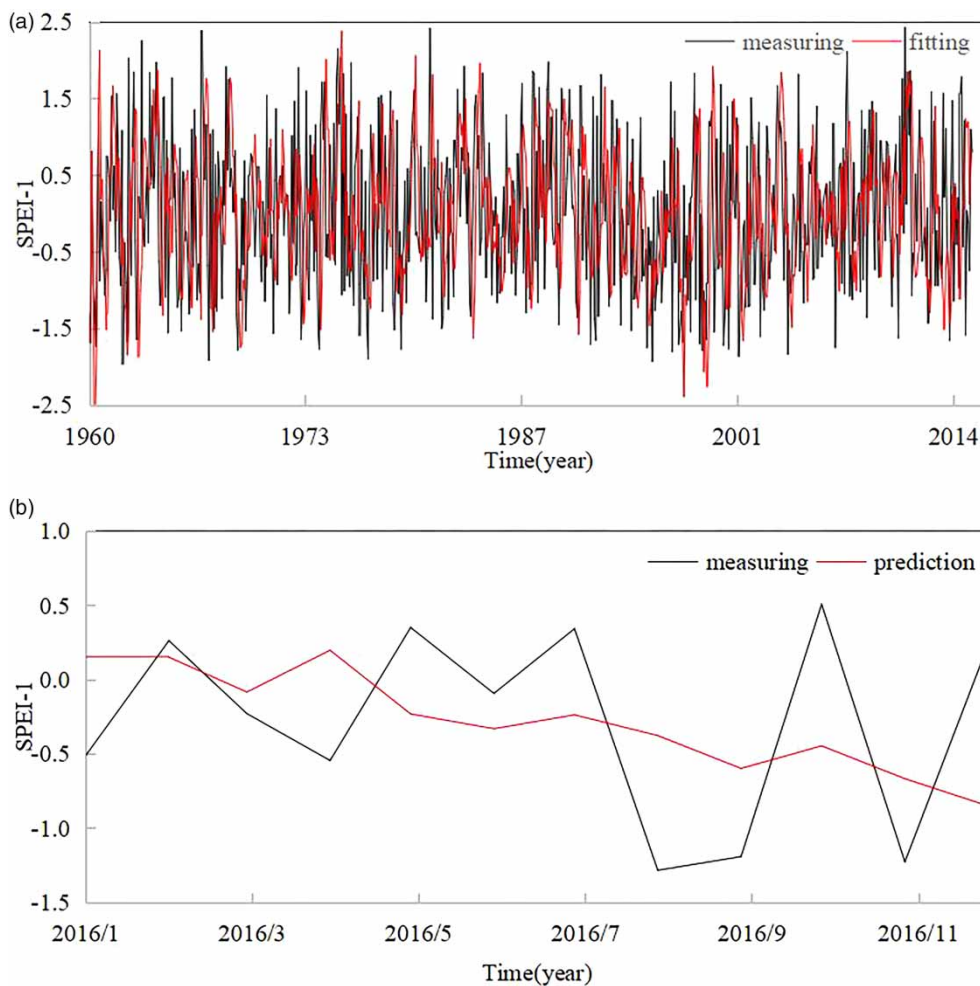 (a)
2.5
measuring fitting
1.5
0.5
SPEI-1
-0.5
-1.5
-2.5
1960 1973 1987 2001 2014
Time(year)
(b)
1.0
measuring prediction
0.5
0.0
SPEI-1
-0.5
-1.0
-1.5
2016/1 2016/3 2016/5 2016/7 2016/9 2016/11
Time(year)